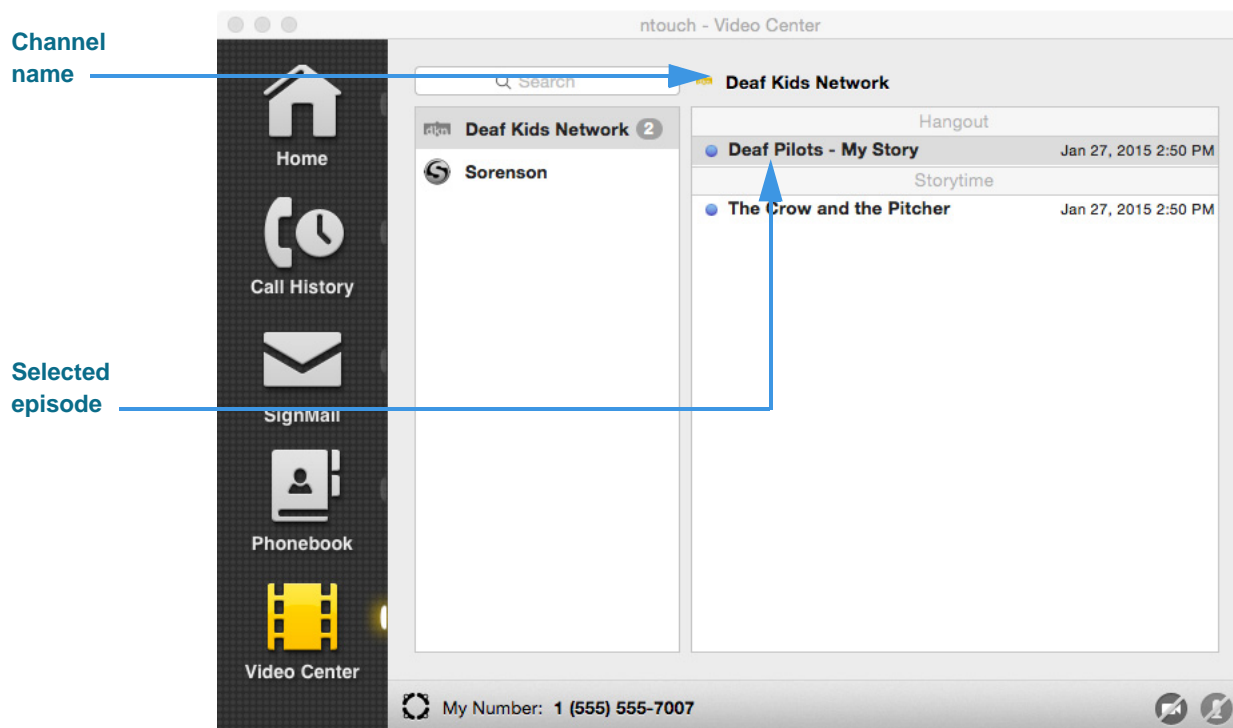 ntouch - Video Center
Channel
name
Search
Deaf Kids Network
dkn Deaf Kids Network 2
Sorenson
Hangout
Deaf Pilots - My Story Jan 27, 2015 2:50 PM
Storytime
The Crow and the Pitcher Jan 27, 2015 2:50 PM
Home
Call History
Selected
episode
SignMail
Phonebook
Video Center
My Number: 1 (555) 555-7007